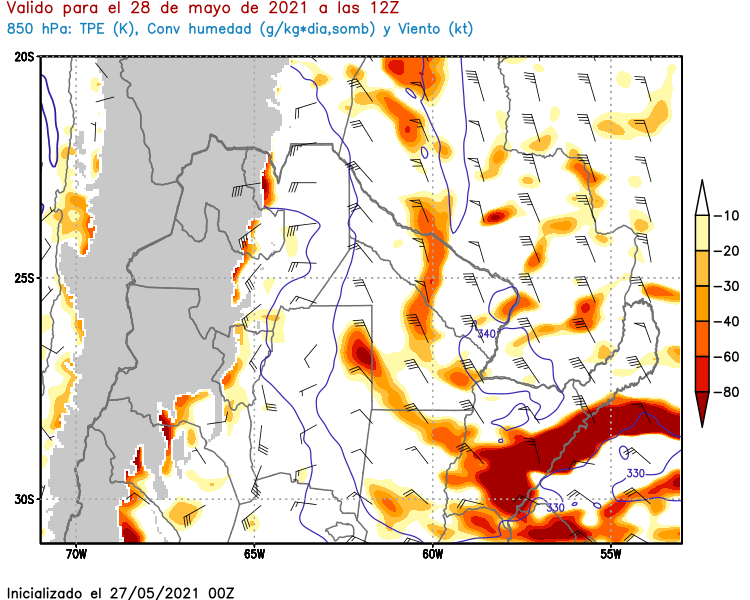 Valido para el 28 de mayo de 2021 a las 12Z
850 hPa: TPE (K), Conv humedad (g/kg*dia,somb) y Viento (kt)
20S
-10
-20
25S
-30
340
-40
-60
-80
330
30S
330
70W
65W
60W
55W
Inicializado el 27/05/2021 00Z